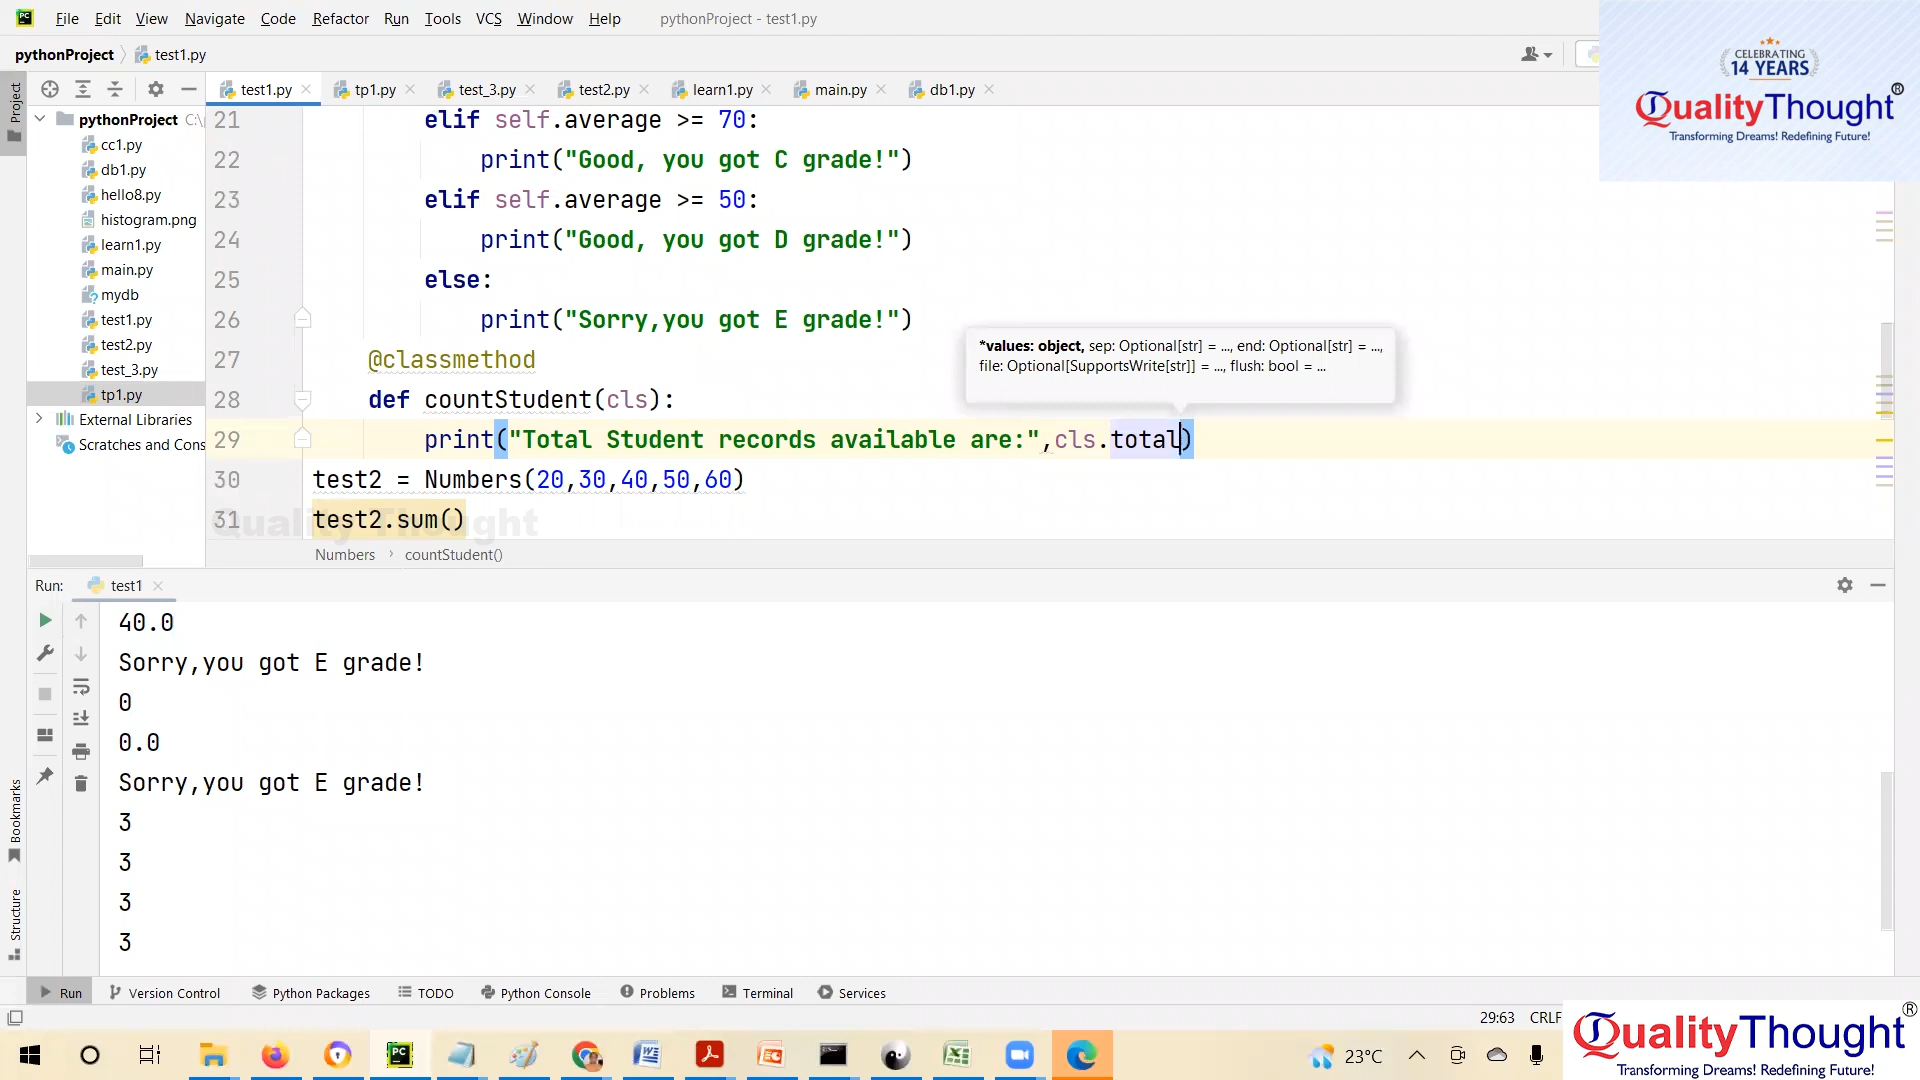 File Edit View Navigate Code Refactor Run Tools VCS Window Help pythonProject - test1.py
pythonProject test1.py
CELEBRATING
14 YEARS
QualityThought®
Transforming Dreams! Redefining Future!
Project
test1.py tp1.py test_3.py test2.py learn1.py main.py db1.py
pythonProject C:\
cc1.py
db1.py
hello8.py
histogram.png
learn1.py
main.py
mydb
test1.py
test2.py
test_3.py
tp1.py
External Libraries
Scratches and Cons
21 elif self.average >= 70:
22 print("Good, you got C grade!")
23 elif self.average >= 50:
24 print("Good, you got D grade!")
25 else:
26 print("Sorry,you got E grade!")
27 @classmethod
28 def countStudent(cls):
29 print("Total Student records available are:",cls.total)
30 test2 = Numbers(20,30,40,50,60)
31 test2.sum()
*values: object, sep: Optional[str] = ..., end: Optional[str] = ...,
file: Optional[SupportsWrite[str]] = ..., flush: bool = ...
Quality Thought
Numbers countStudent()
Run: test1
40.0
Sorry,you got E grade!
0
0.0
Sorry,you got E grade!
3
3
3
3
Bookmarks
Structure
Run Version Control Python Packages TODO Python Console Problems Terminal Services
29:63 CRLF
23°C
QualityThought®
Transforming Dreams! Redefining Future!